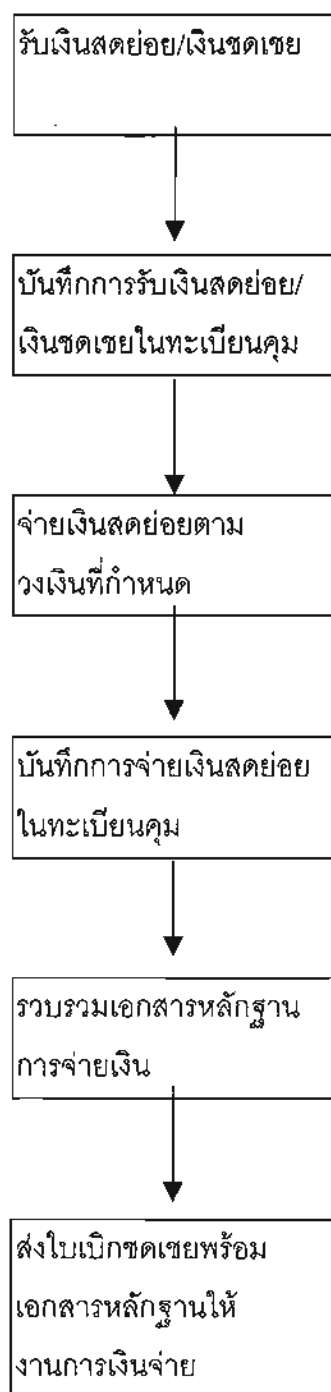 รับเงินสดย่อย/เงินชดเชย
บันทึกการรับเงินสดย่อย/
เงินชดเชยในทะเบียนคุม
จ่ายเงินสดย่อยตาม
วงเงินที่กำหนด
บันทึกการจ่ายเงินสดย่อย
ในทะเบียนคุม
รวบรวมเอกสารหลักฐาน
การจ่ายเงิน
ส่งใบเบิกชดเชยพร้อม
เอกสารหลักฐานให้
งานการเงินจ่าย